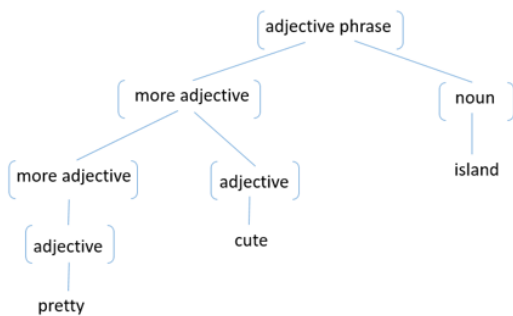 adjective phrase
more adjective
noun
more adjective
adjective
island
adjective
cute
pretty